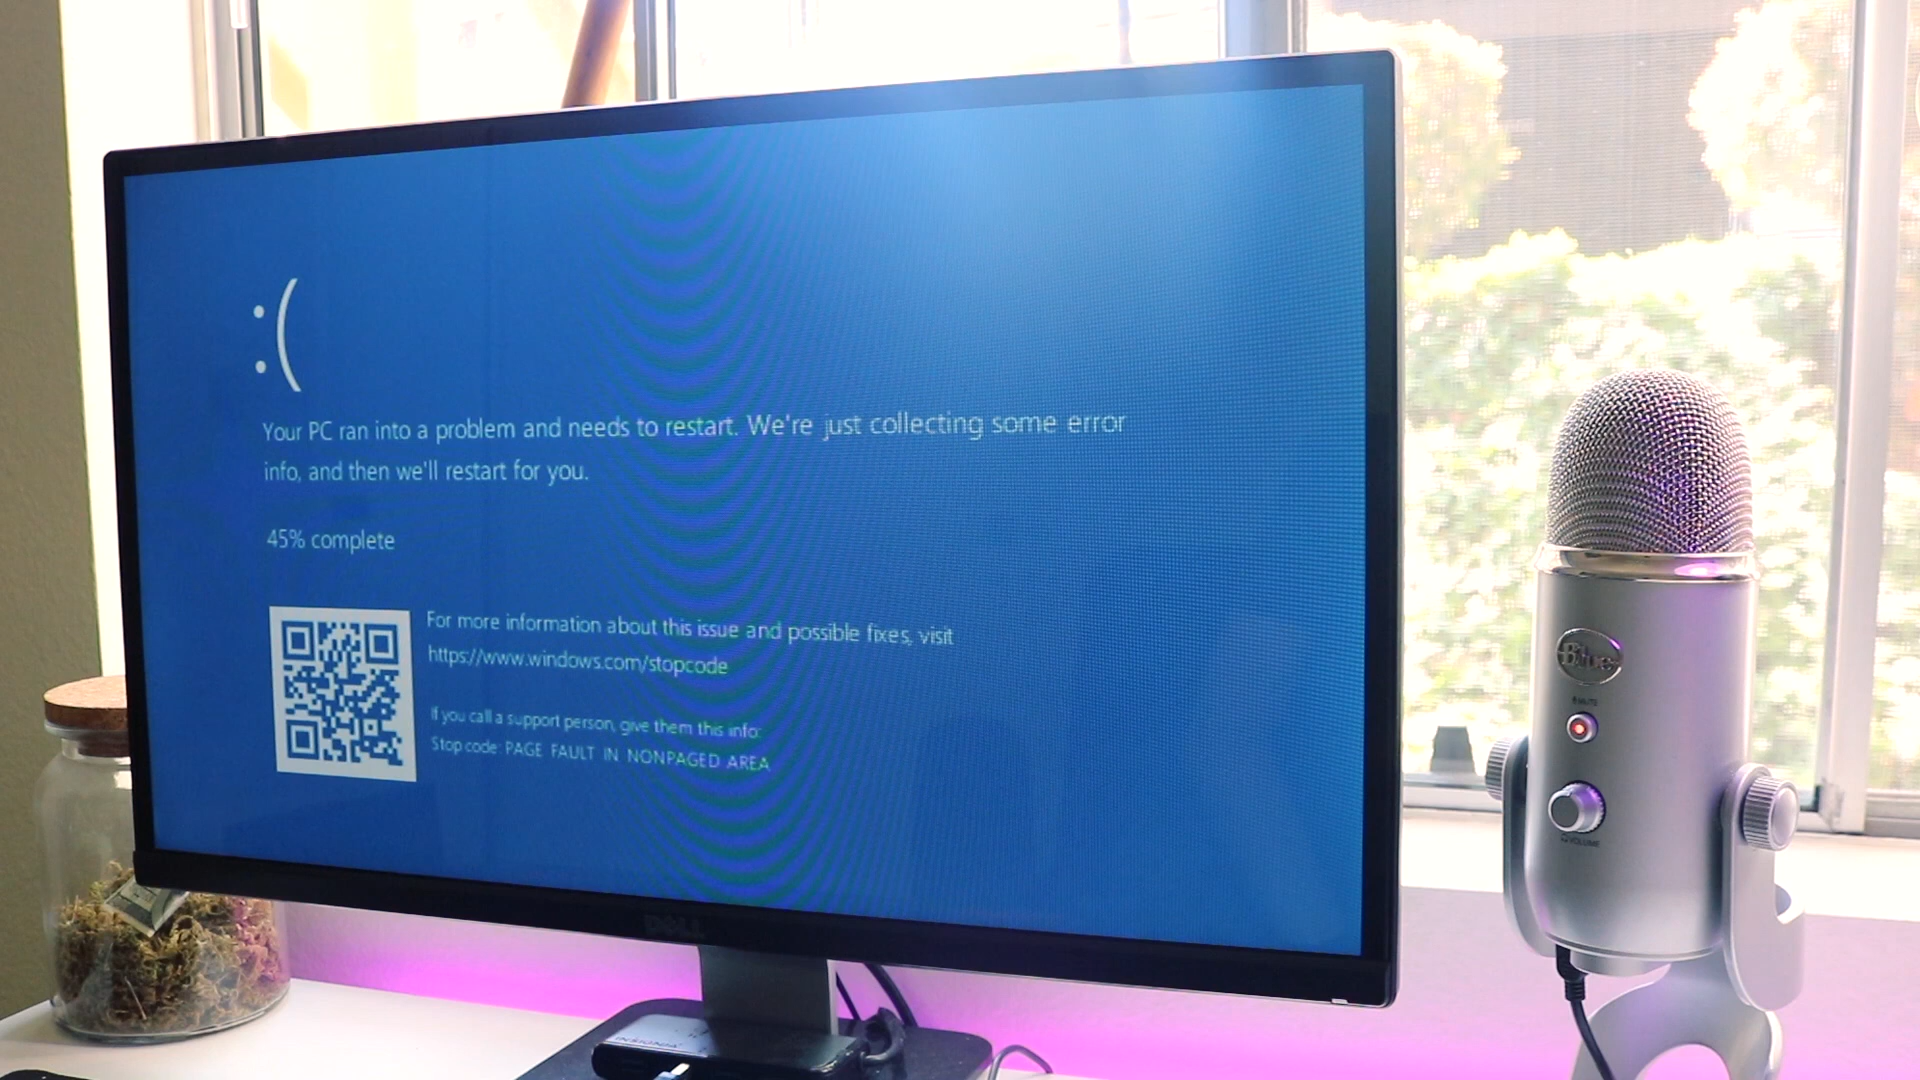 :(
Your PC ran into a problem and needs to restart. We're just collecting some error
info, and then we'll restart for you.
45% complete
For more information about this issue and possible fixes, visit
https://www.windows.com/stopcode
If you call a support person, give them this info:
Stop code: PAGE FAULT IN NONPAGED AREA
DELL
INSIGNIA
Blue
MUTE
VOLUME